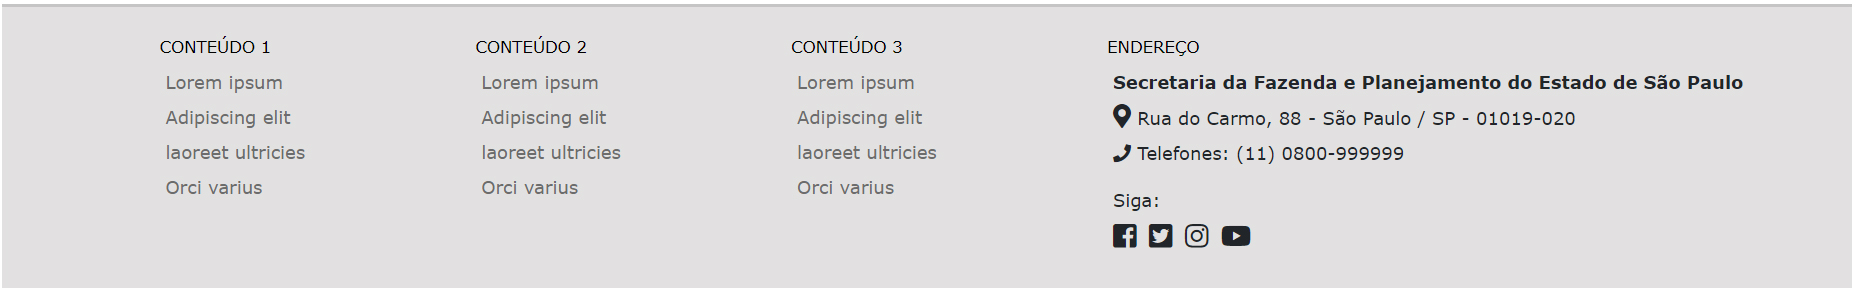 CONTEÚDO 1
Lorem ipsum
Adipiscing elit
laoreet ultricies
Orci varius
CONTEÚDO 2
Lorem ipsum
Adipiscing elit
laoreet ultricies
Orci varius
CONTEÚDO 3
Lorem ipsum
Adipiscing elit
laoreet ultricies
Orci varius
ENDEREÇO
Secretaria da Fazenda e Planejamento do Estado de São Paulo
Rua do Carmo, 88 - São Paulo / SP - 01019-020
Telefones: (11) 0800-999999
Siga: